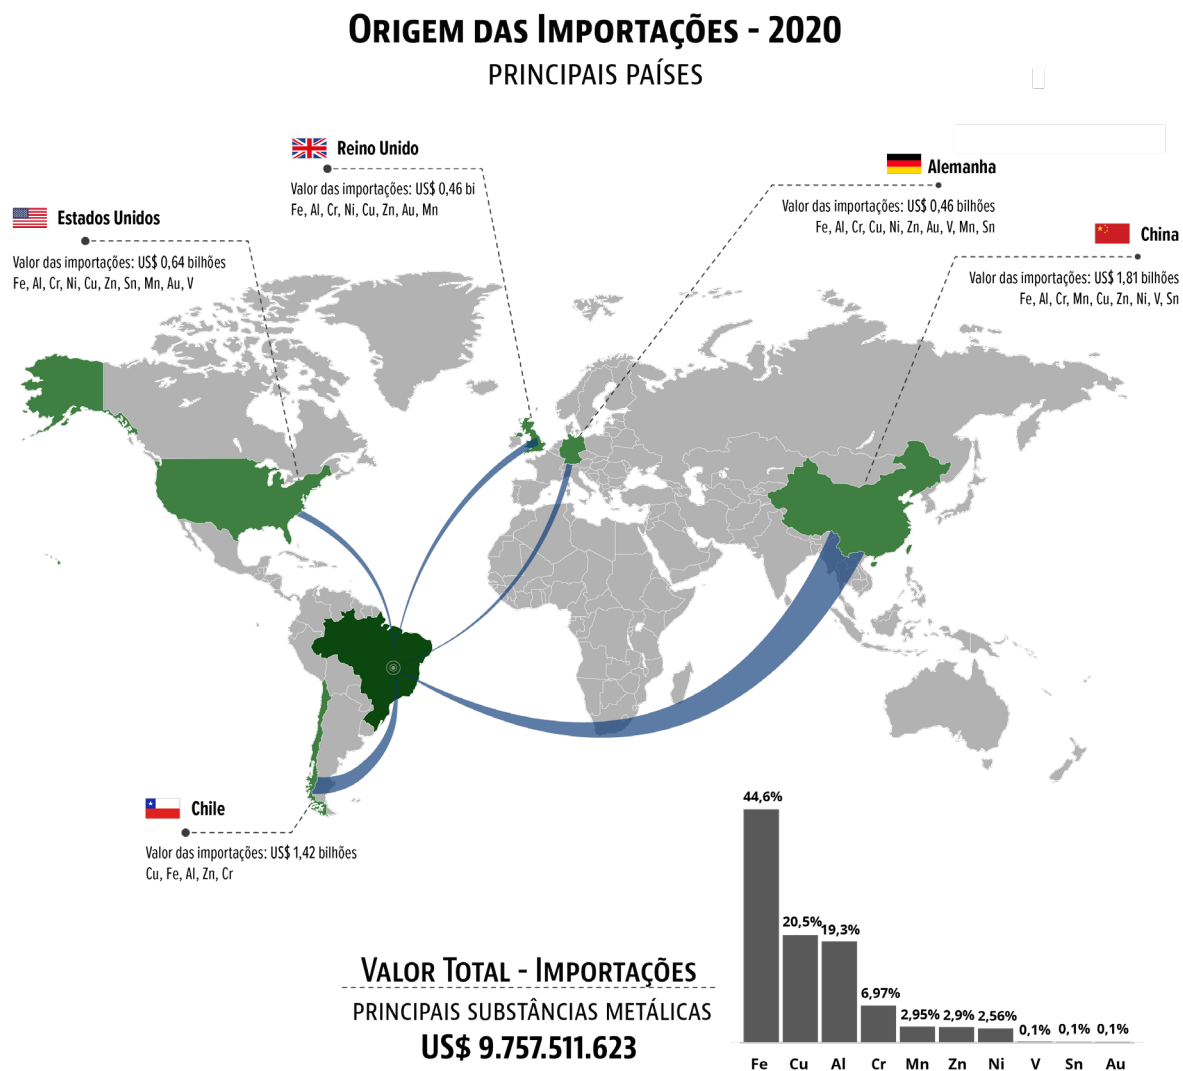 Origem das Importações - 2020
PRINCIPAIS PAÍSES
Reino Unido
Valor das importações: US$ 0,46 bi
Fe, Al, Cr, Ni, Cu, Zn, Au, Mn
Alemanha
Valor das importações: US$ 0,46 bilhões
Fe, Al, Cr, Cu, Ni, Zn, Au, V, Mn, Sn
Estados Unidos
Valor das importações: US$ 0,64 bilhões
Fe, Al, Cr, Ni, Cu, Zn, Sn, Mn, Au, V
China
Valor das importações: US$ 1,81 bilhões
Fe, Al, Cr, Mn, Cu, Zn, Ni, V, Sn
Chile
Valor das importações: US$ 1,42 bilhões
Cu, Fe, Al, Zn, Cr
Valor Total - Importações
PRINCIPAIS SUBSTÂNCIAS METÁLICAS
US$ 9.757.511.623
44,6%
20,5%
19,3%
6,97%
2,95% 2,9% 2,56%
0,1% 0,1% 0,1%
Fe Cu Al Cr Mn Zn Ni V Sn Au